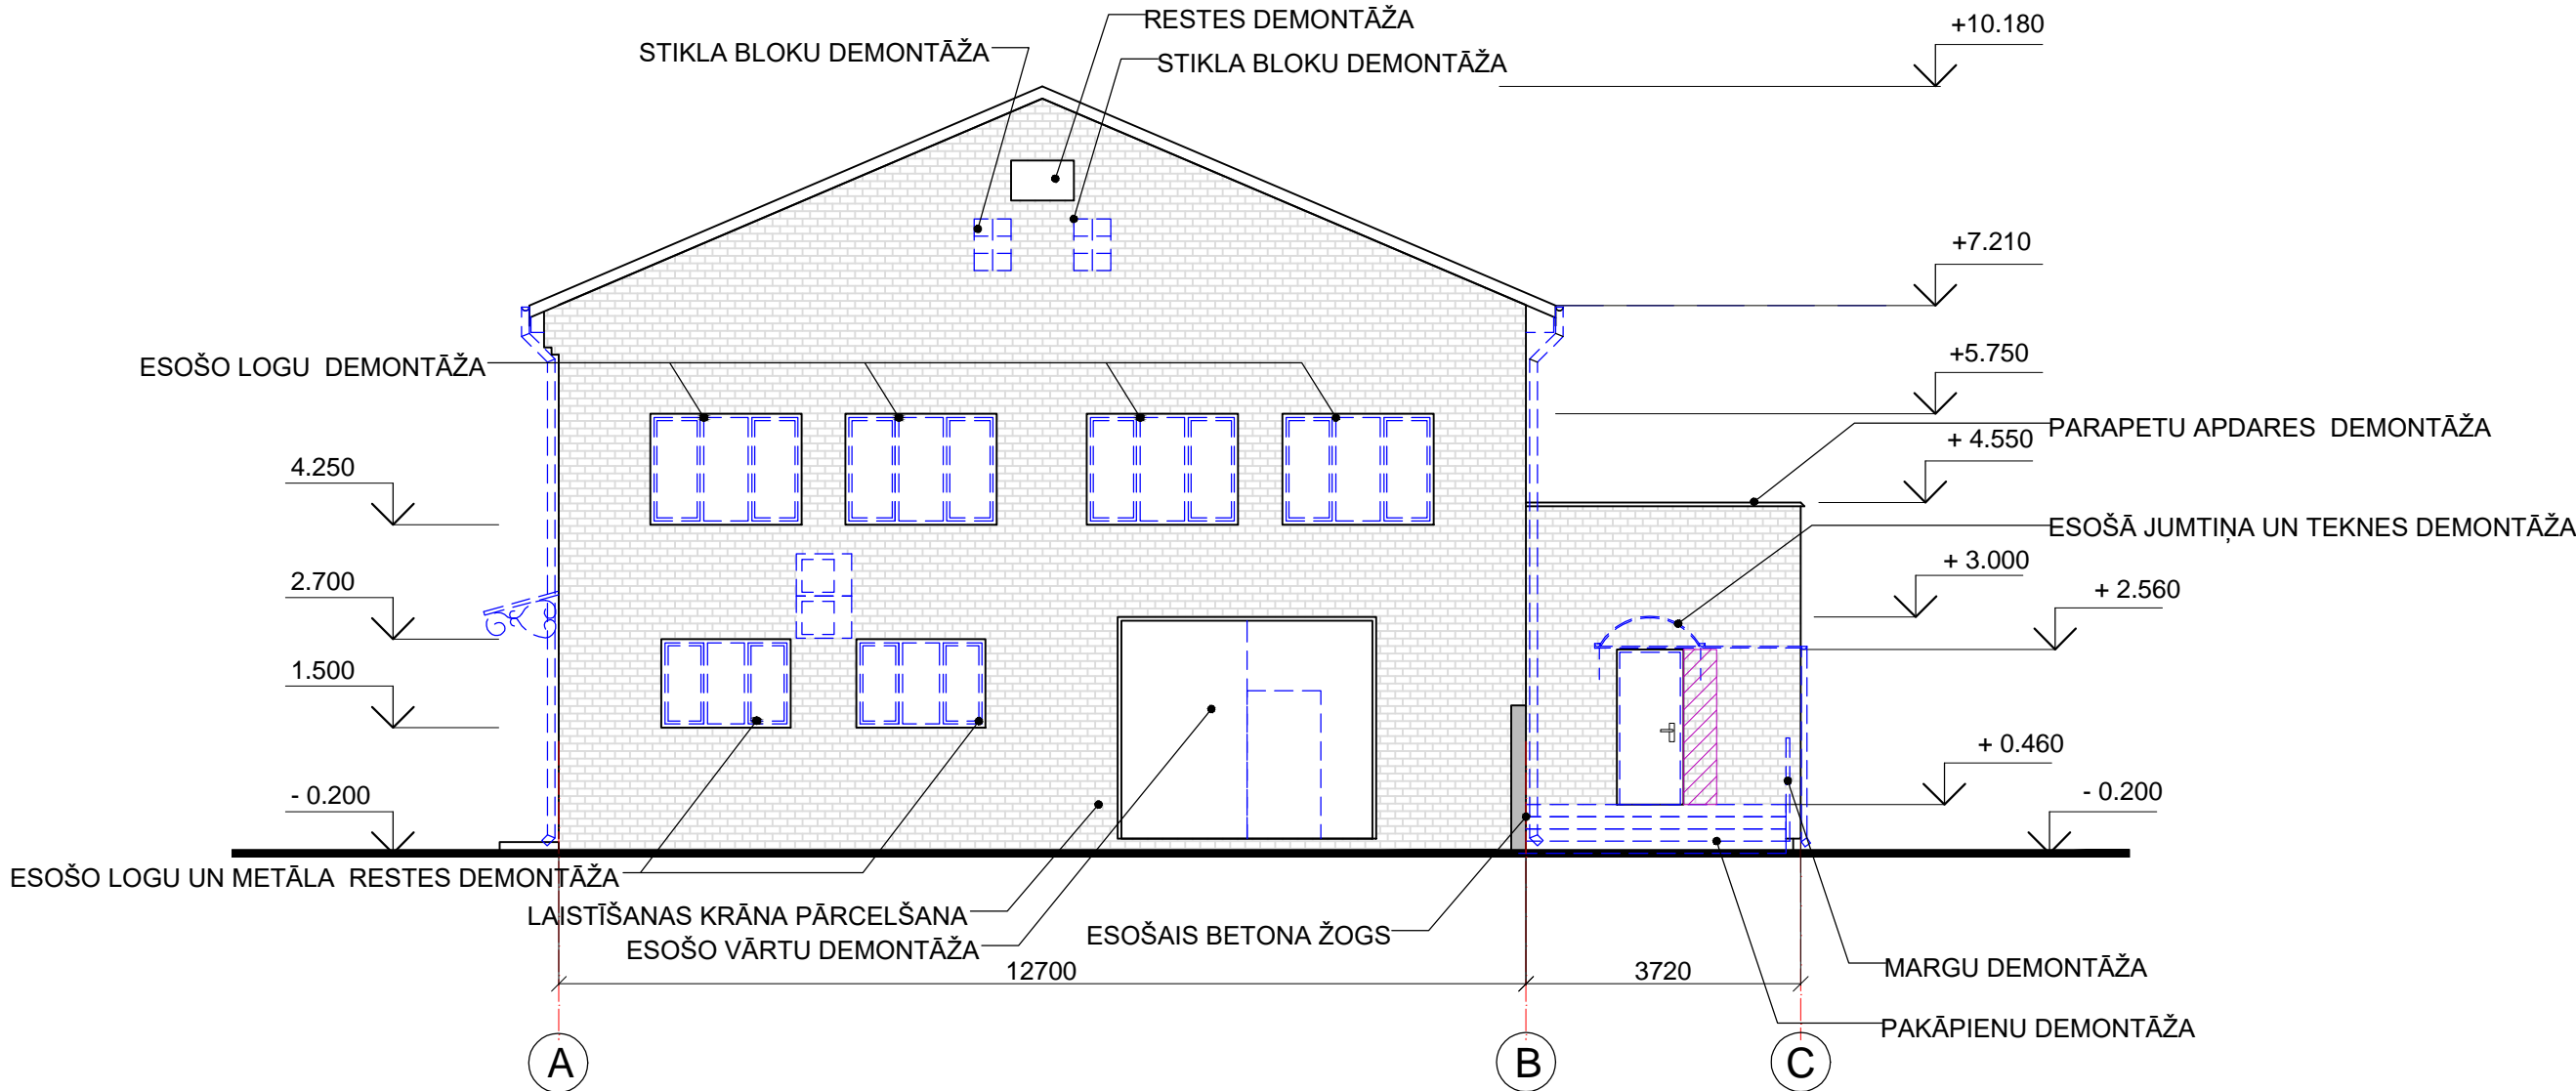 RESTES DEMONTĀŽA
+10.180
STIKLA BLOKU DEMONTĀŽA
STIKLA BLOKU DEMONTĀŽA
+7.210
+5.750
ESOŠO LOGU  DEMONTĀŽA
PARAPETU APDARES  DEMONTĀŽA
+ 4.550
4.250
ESOŠĀ JUMTIŅA UN TEKNES DEMONTĀŽA
+ 3.000
2.700
+ 2.560
1.500
+ 0.460
- 0.200
- 0.200
ESOŠO LOGU UN METĀLA  RESTES DEMONTĀŽA
LAISTĪŠANAS KRĀNA PĀRCELŠANA
ESOŠAIS BETONA ŽOGS
ESOŠO VĀRTU DEMONTĀŽA
MARGU DEMONTĀŽA
12700
3720
PAKĀPIENU DEMONTĀŽA
A
B
C